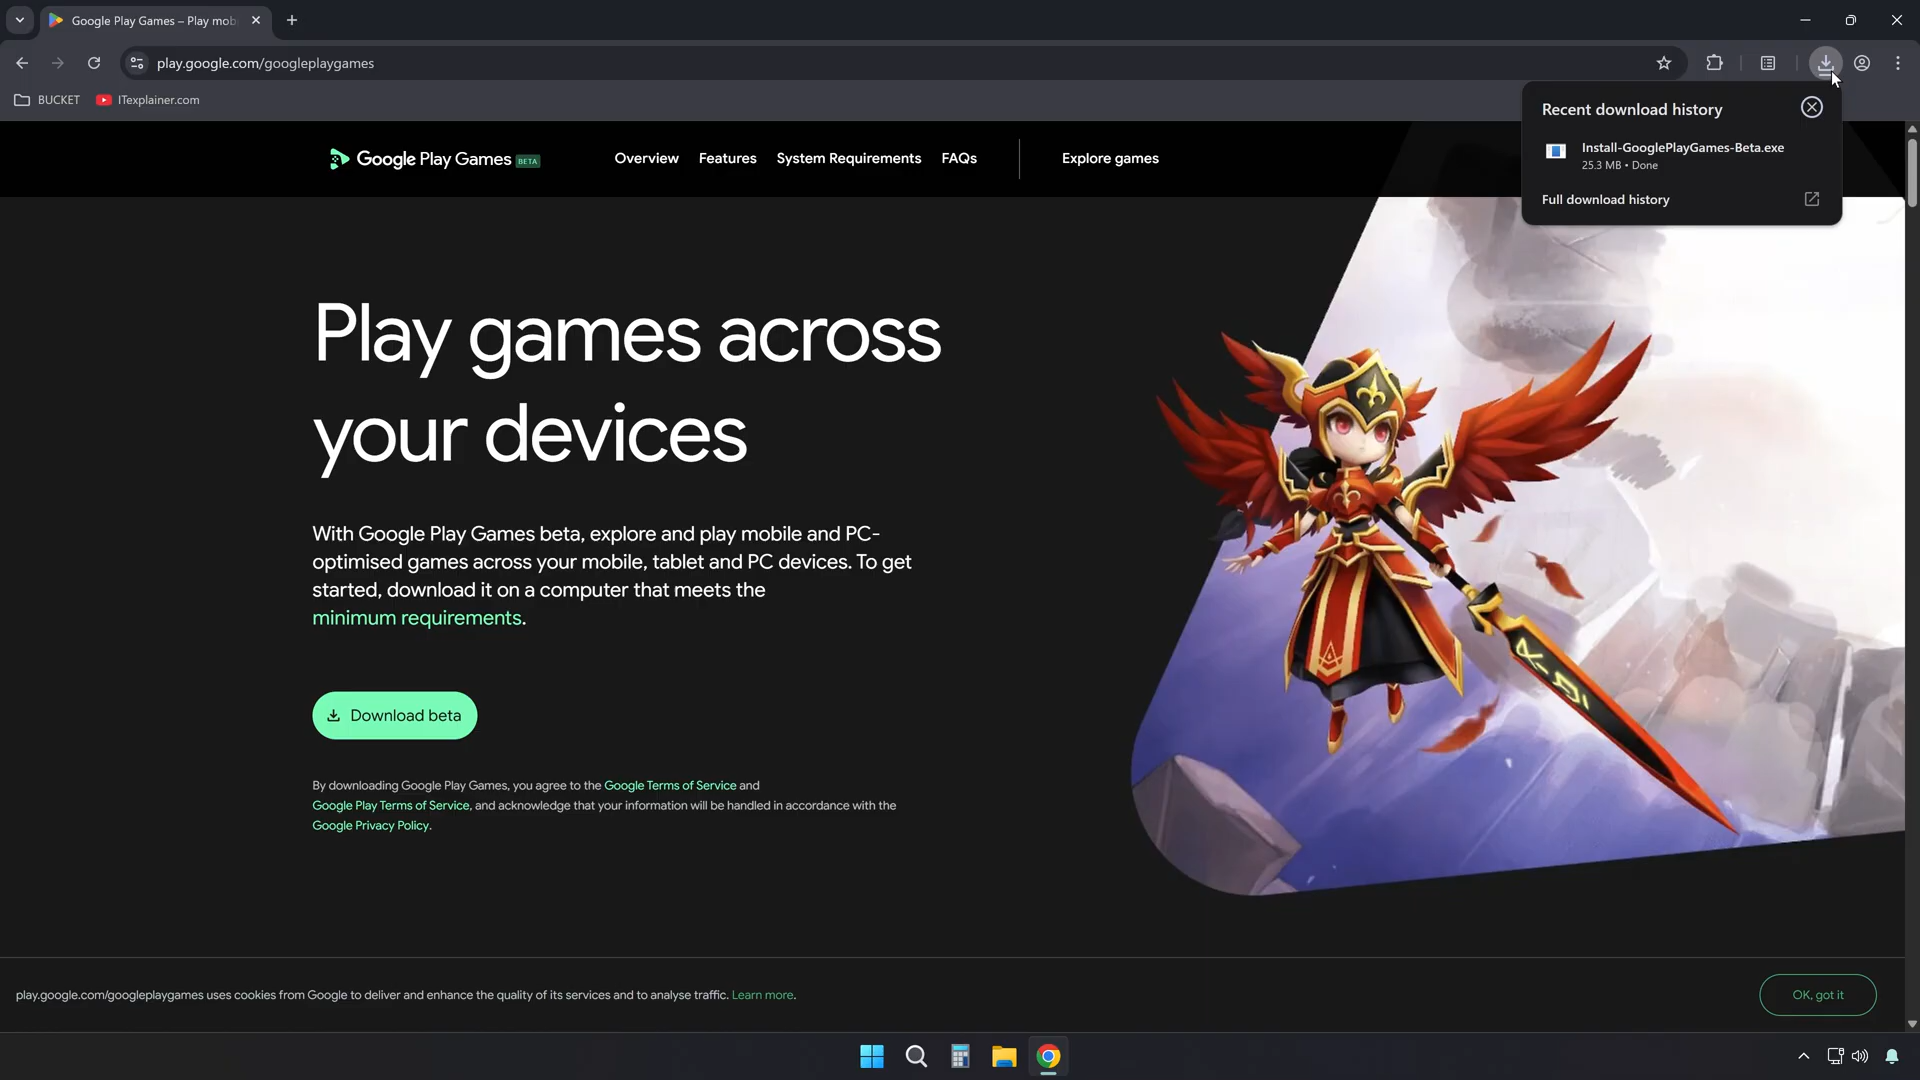 Google Play Games – Play mob
play.google.com/googleplaygames
BUCKET
ITexplainer.com
Recent download history
Install-GooglePlayGames-Beta.exe
25.3 MB • Done
Full download history
Google Play Games BETA
Overview
Features
System Requirements
FAQs
Explore games
Play games across
your devices
With Google Play Games beta, explore and play mobile and PC-
optimised games across your mobile, tablet and PC devices. To get
started, download it on a computer that meets the
minimum requirements.
Download beta
By downloading Google Play Games, you agree to the Google Terms of Service and
Google Play Terms of Service, and acknowledge that your information will be handled in accordance with the
Google Privacy Policy.
play.google.com/googleplaygames uses cookies from Google to deliver and enhance the quality of its services and to analyse traffic. Learn more.
OK, got it